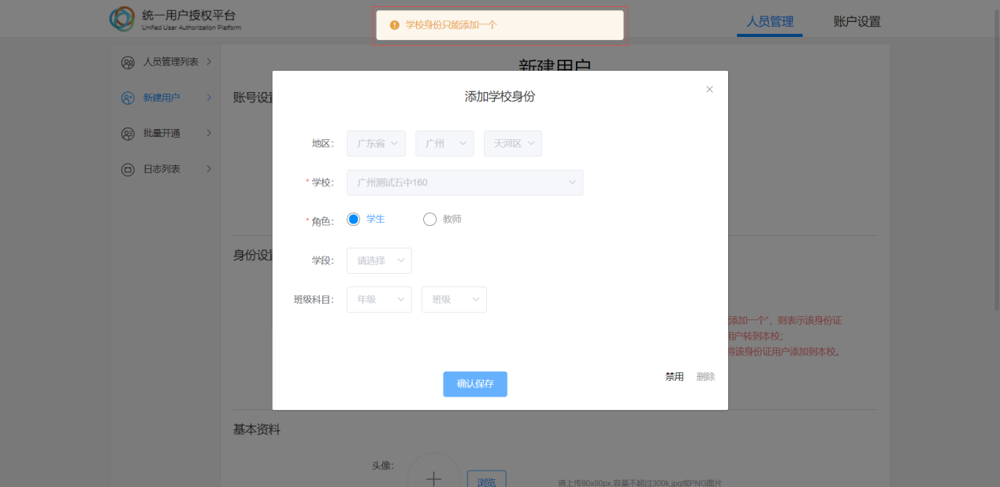 统一用户授权平台
Unified User Authorization Platform
学校身份只能添加一个
人员管理
账户设置
人员管理列表
新建用户
批量开通
日志列表
新建用户
账号设
添加学校身份
地区:
广东省
广州
天河区
* 学校:
广州测试五中160
* 角色:
学生
教师
学段:
请选择
班级科目:
年级
班级
禁用
删除
确认保存
身份设
添加一个”，则表示该身份证
用户转到本校;
将该身份证用户添加到本校。
基本资料
头像:
浏览
请上传80x80px,容量不超过300k,jpg或PNG图片